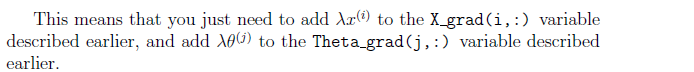 This means that you just need to add λx⁽ⁱ⁾ to the X_grad(i,:) variable
described earlier, and add λθ⁽ʲ⁾ to the Theta_grad(j,:) variable described
earlier.